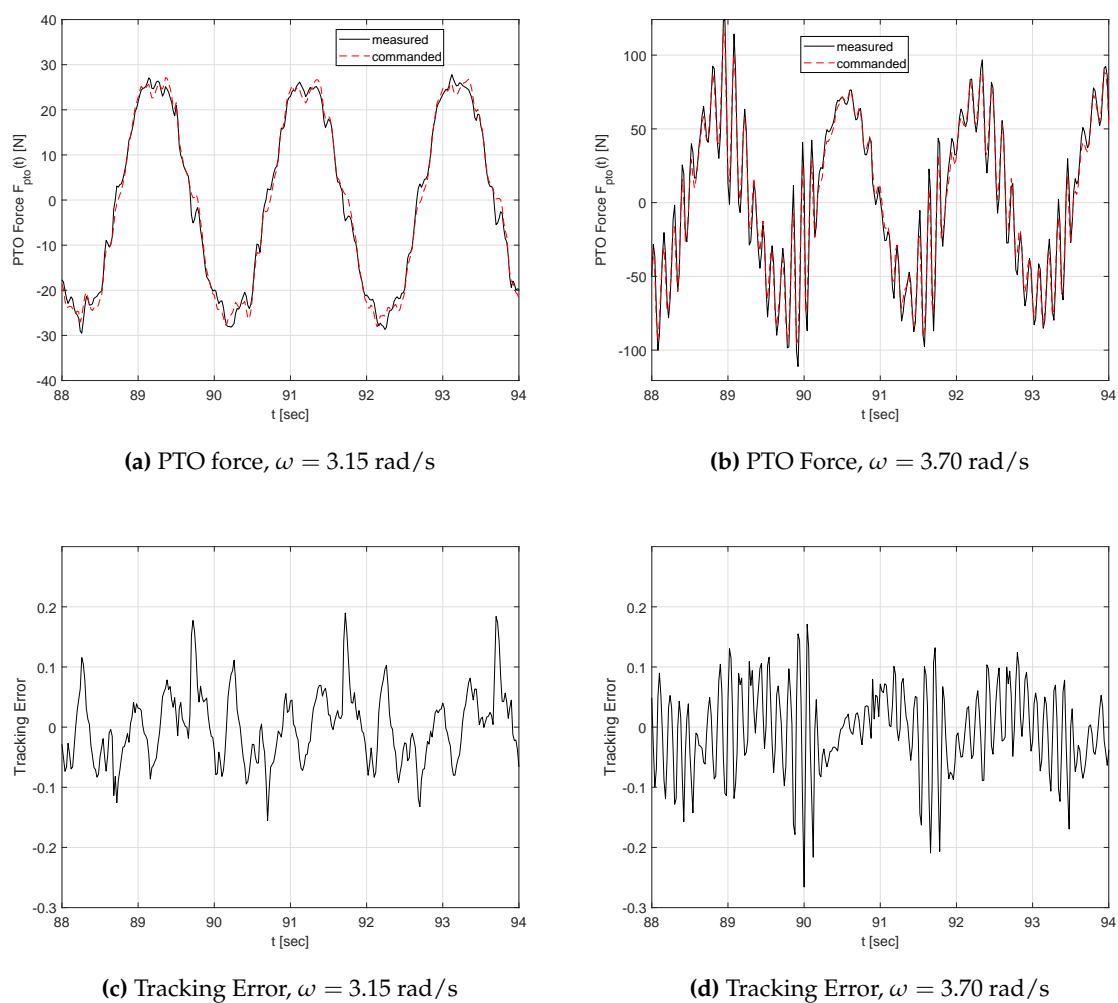 40
30
20
10
0
-10
-20
-30
-40
PTO Force F_pto(t) [N]
measured
commanded
88 89 90 91 92 93 94
t [sec]
(a) PTO force, ω = 3.15 rad/s
100
50
0
-50
-100
PTO Force F_pto(t) [N]
measured
commanded
88 89 90 91 92 93 94
t [sec]
(b) PTO Force, ω = 3.70 rad/s
0.2
0.1
0
-0.1
-0.2
-0.3
Tracking Error
88 89 90 91 92 93 94
t [sec]
(c) Tracking Error, ω = 3.15 rad/s
0.2
0.1
0
-0.1
-0.2
-0.3
Tracking Error
88 89 90 91 92 93 94
t [sec]
(d) Tracking Error, ω = 3.70 rad/s